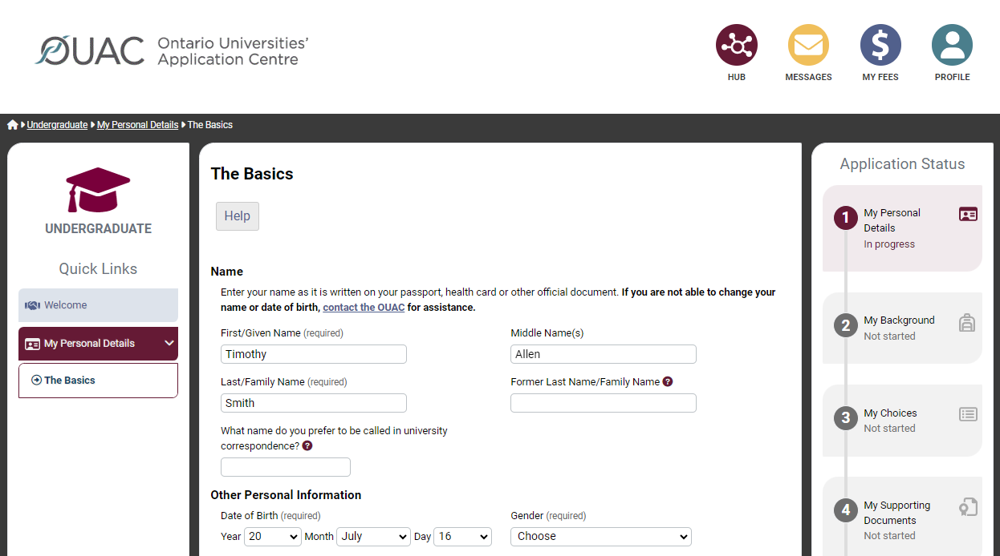 OUAC Ontario Universities'
Application Centre
HUB
MESSAGES
MY FEES
PROFILE
Undergraduate My Personal Details The Basics
UNDERGRADUATE
Quick Links
Welcome
My Personal Details
The Basics
The Basics
Help
Name
Enter your name as it is written on your passport, health card or other official document. If you are not able to change your
name or date of birth, contact the OUAC for assistance.
First/Given Name (required)
Middle Name(s)
Timothy
Allen
Last/Family Name (required)
Former Last Name/Family Name ?
Smith
What name do you prefer to be called in university
correspondence? ?
Other Personal Information
Date of Birth (required)
Gender (required)
Year 20 Month July Day 16
Choose
Application Status
1 My Personal
Details
In progress
2 My Background
Not started
3 My Choices
Not started
4 My Supporting
Documents
Not started